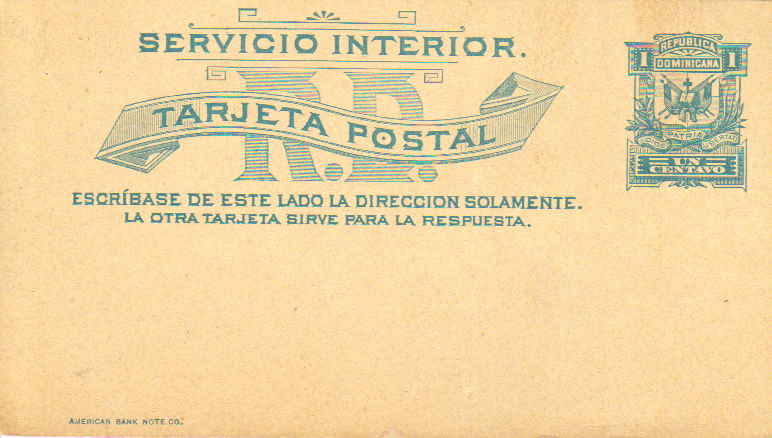 SERVICIO INTERIOR.
R.D.
TARJETA POSTAL
ESCRÍBASE DE ESTE LADO LA DIRECCION SOLAMENTE.
LA OTRA TARJETA SIRVE PARA LA RESPUESTA.
1 REPUBLICA 1
DOMINICANA
PATRIA
UN
CENTAVO
AMERICAN BANK NOTE CO.